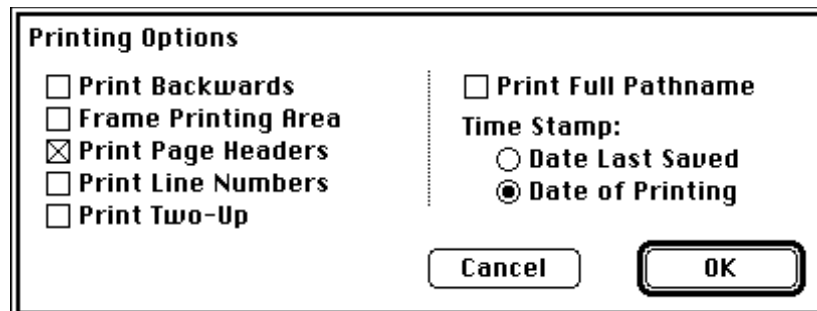 Printing Options
Print Backwards
Frame Printing Area
Print Page Headers
Print Line Numbers
Print Two-Up
Print Full Pathname
Time Stamp:
Date Last Saved
Date of Printing
Cancel
OK